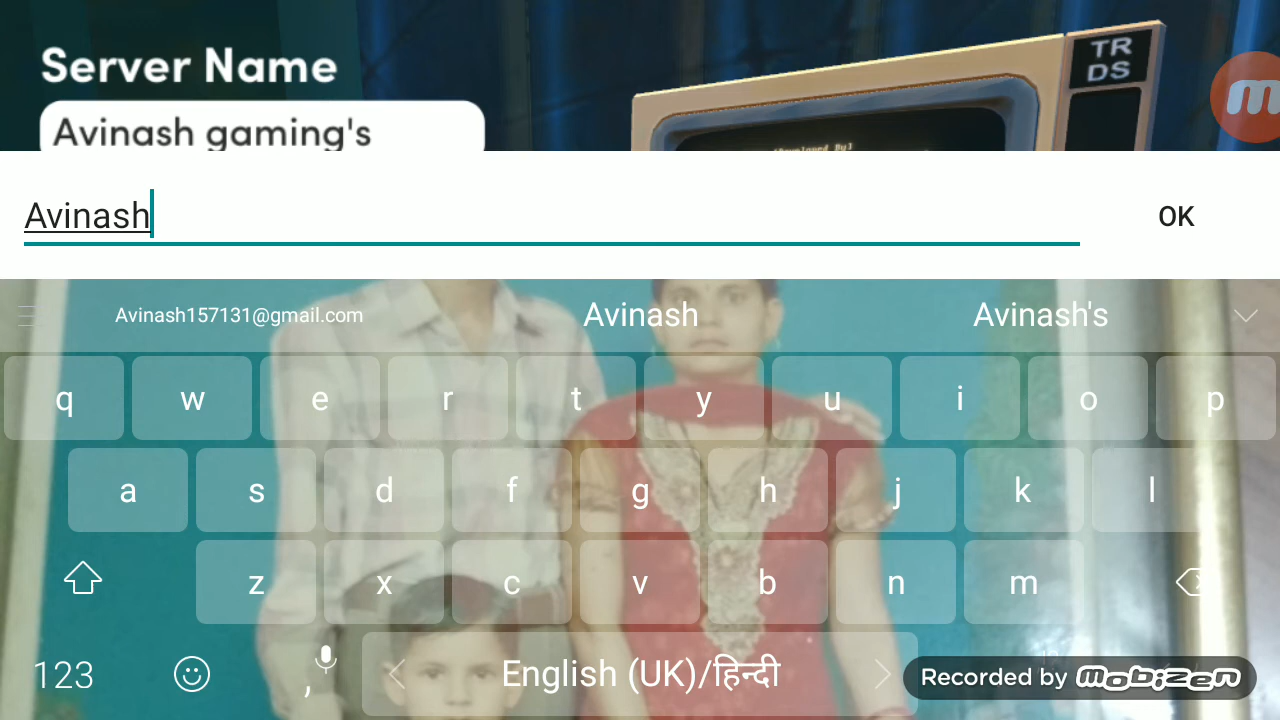 Server Name
TR
DS
Avinash gaming's
Avinash
OK
Avinash157131@gmail.com Avinash Avinash's
q w e r t y u i o p
a s d f g h j k l
z x c v b n m
123 , English (UK)/हिन्दी
Recorded by mobizen